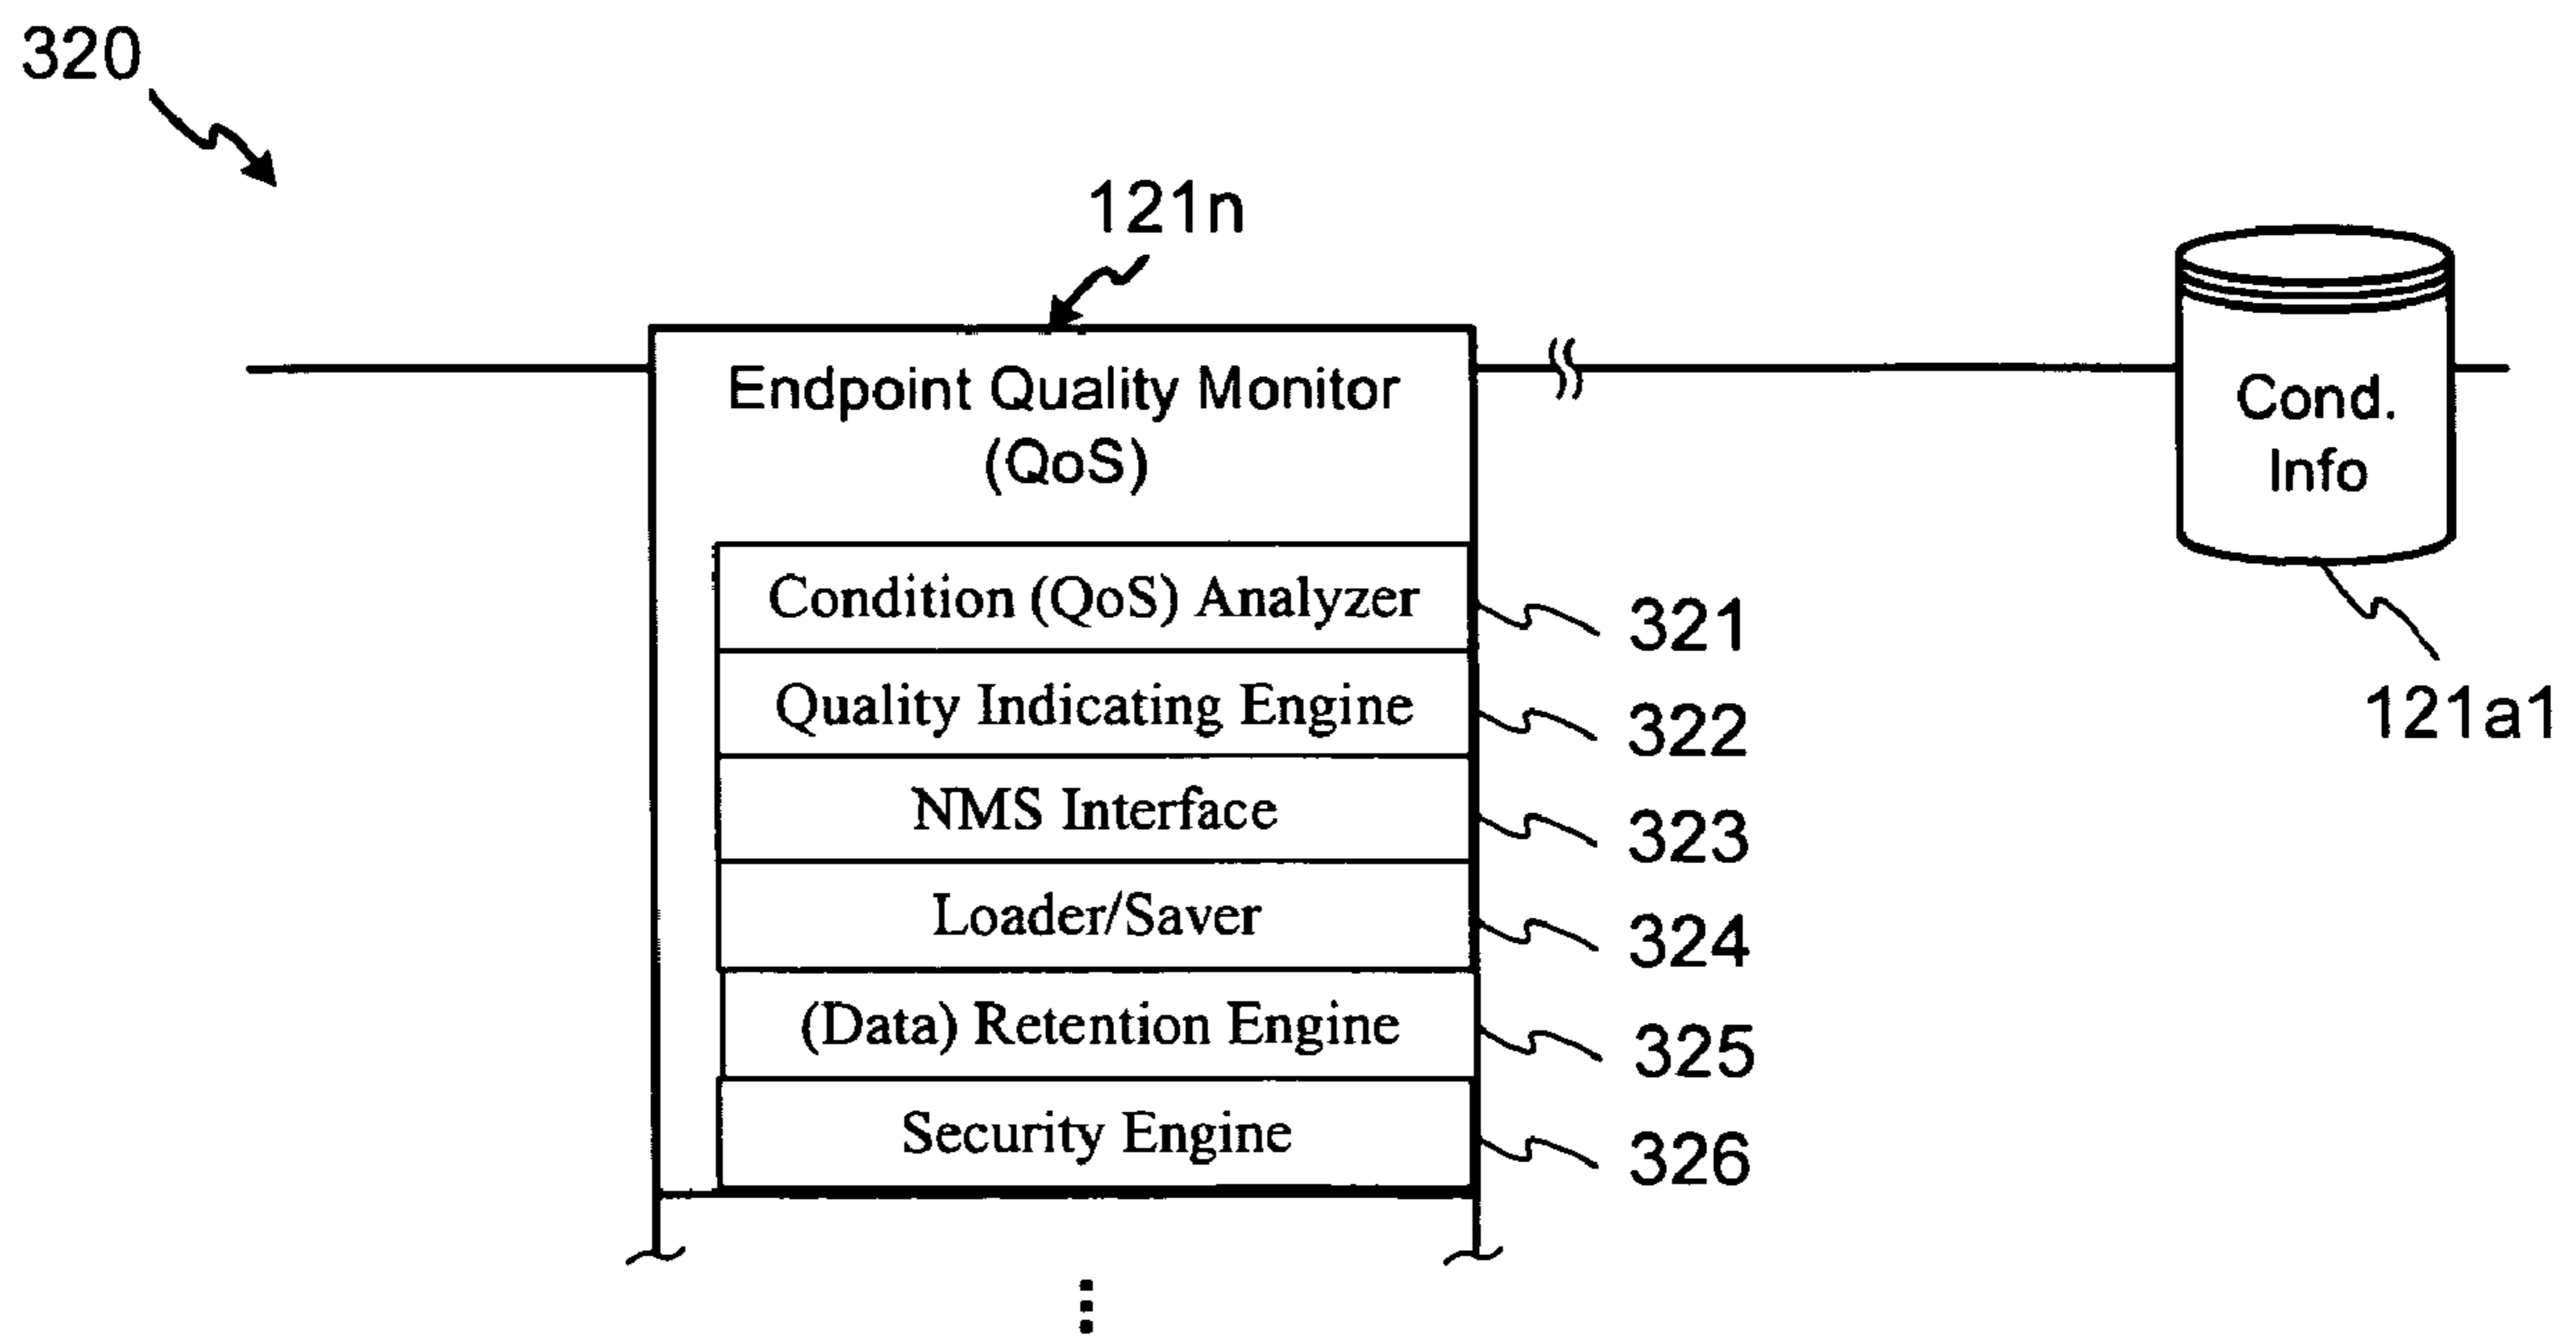 320
121n
Endpoint Quality Monitor
(QoS)
Cond.
Info
Condition (QoS) Analyzer
321
Quality Indicating Engine
322
121a1
NMS Interface
323
Loader/Saver
324
(Data) Retention Engine
325
Security Engine
326